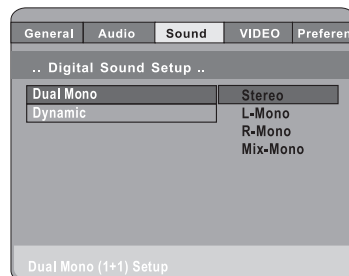 General Audio Sound VIDEO Preferen
.. Digital Sound Setup ..
Dual Mono Stereo
Dynamic L-Mono
R-Mono
Mix-Mono
Dual Mono (1+1) Setup